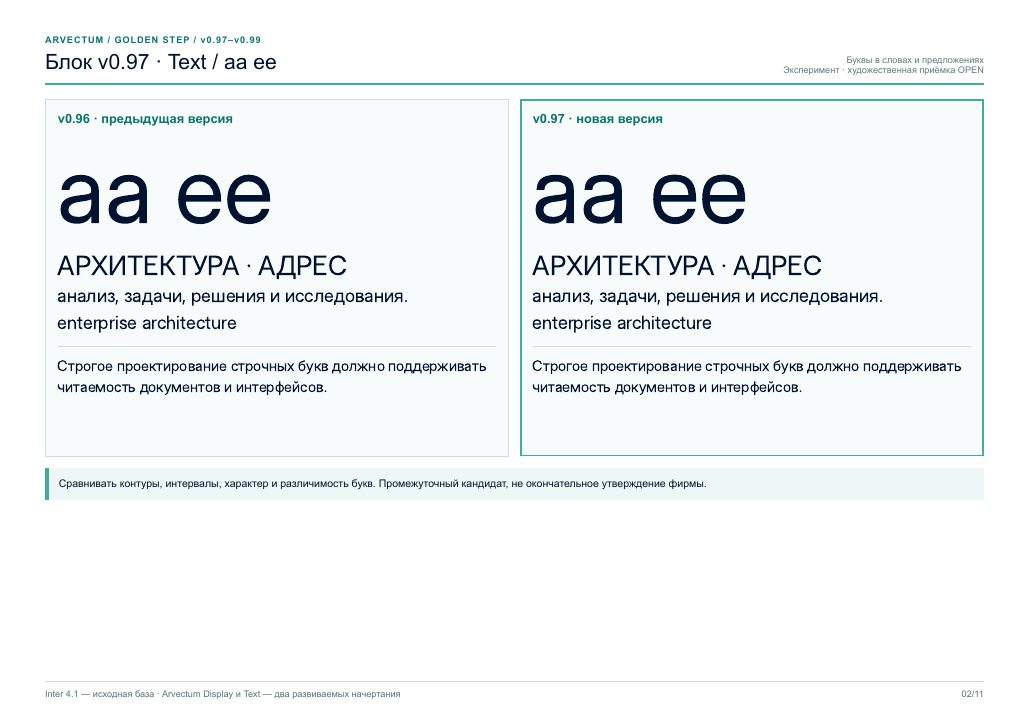 ARVECTUM / GOLDEN STEP / v0.97–v0.99
Блок v0.97 · Text / aa ee
Буквы в словах и предложениях
Эксперимент · художественная приёмка OPEN
v0.96 · предыдущая версия
aa ee
АРХИТЕКТУРА · АДРЕС
анализ, задачи, решения и исследования.
enterprise architecture
Строгое проектирование строчных букв должно поддерживать
читаемость документов и интерфейсов.
v0.97 · новая версия
aa ee
АРХИТЕКТУРА · АДРЕС
анализ, задачи, решения и исследования.
enterprise architecture
Строгое проектирование строчных букв должно поддерживать
читаемость документов и интерфейсов.
Сравнивать контуры, интервалы, характер и различимость букв. Промежуточный кандидат, не окончательное утверждение фирмы.
Inter 4.1 — исходная база · Arvectum Display и Text — два развиваемых начертания
02/11